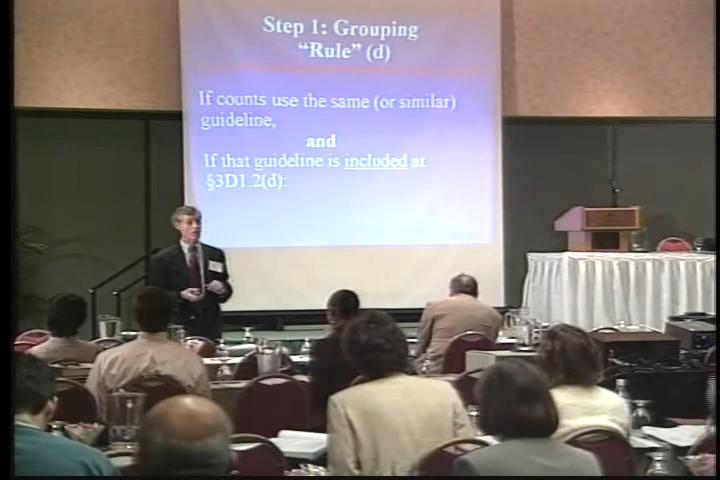 Step 1: Grouping
"Rule" (d)
If counts use the same (or similar)
guideline,
and
If that guideline is included at
§3D1.2(d):